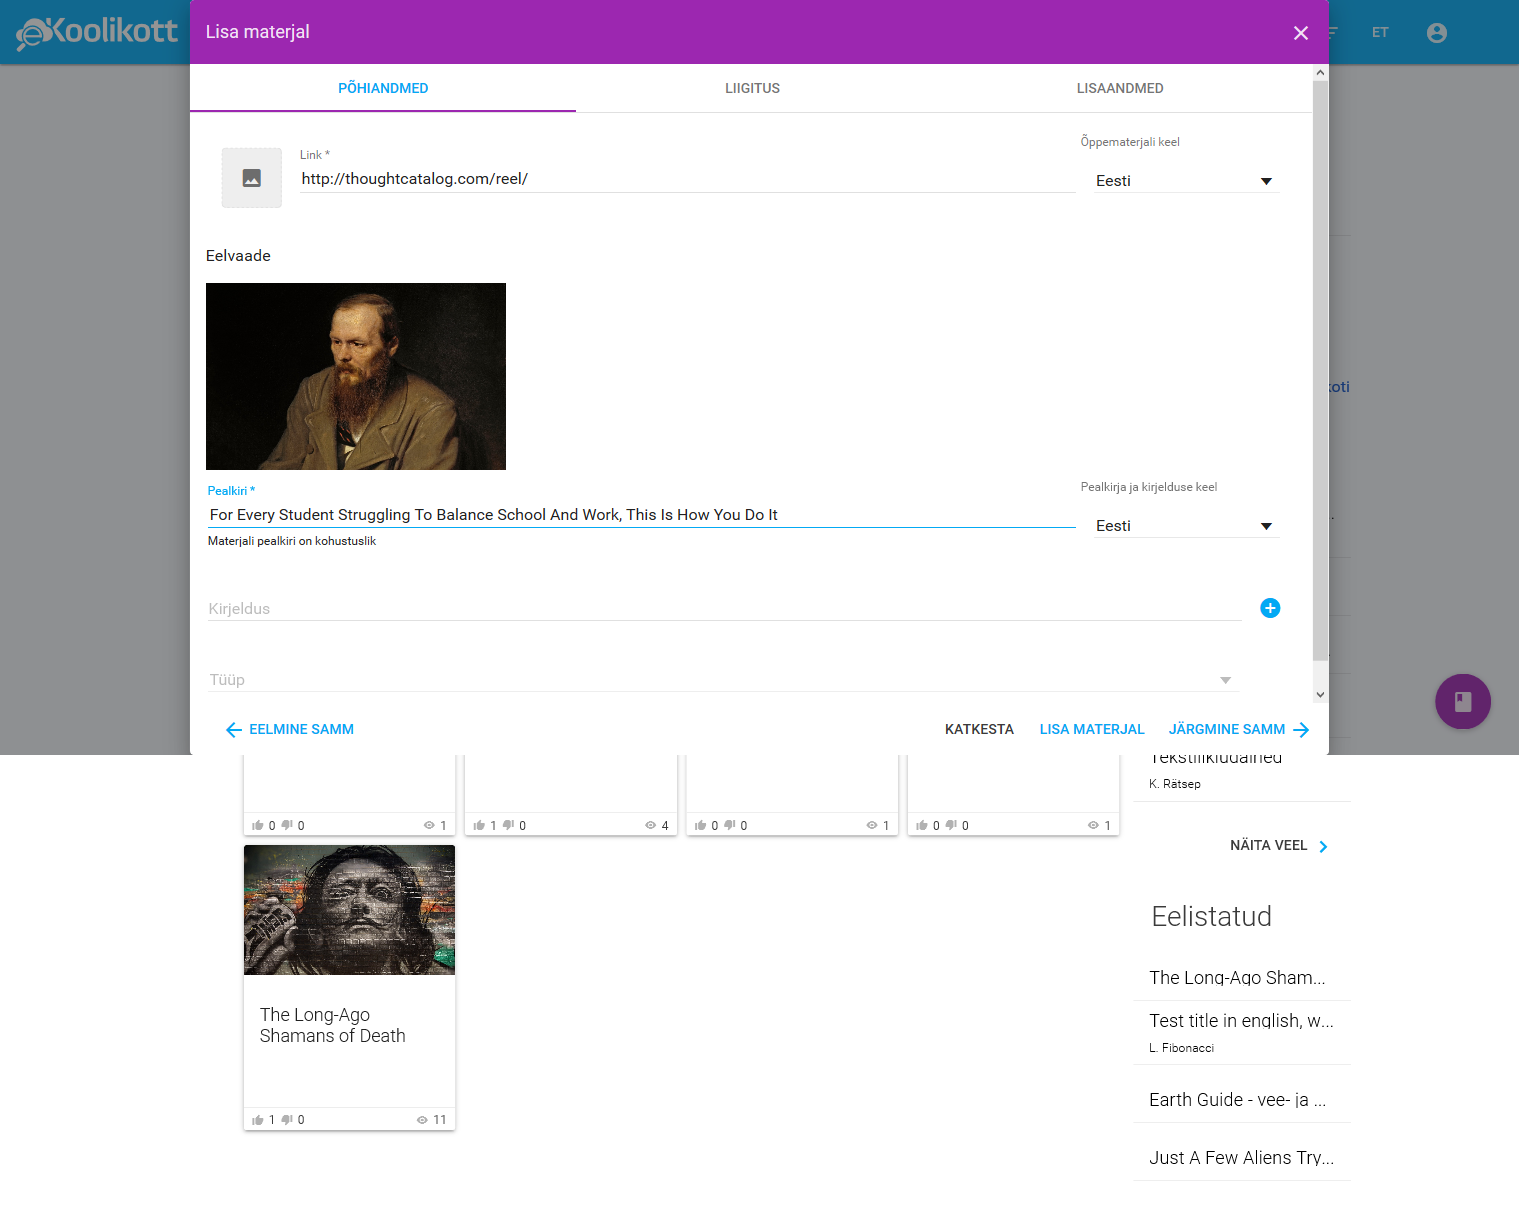 eKoolikott
Lisa materjal
ET
PÕHIANDMED
LIIGITUS
LISAANDMED
Link *
http://thoughtcatalog.com/reel/
Õppematerjali keel
Eesti
Eelvaade
Pealkiri *
For Every Student Struggling To Balance School And Work, This Is How You Do It
Materjali pealkiri on kohustuslik
Pealkirja ja kirjelduse keel
Eesti
Kirjeldus
Tüüp
EELMINE SAMM
KATKESTA
LISA MATERJAL
JÄRGMINE SAMM
koti
0 0 1
1 0 4
0 0 1
0 0 1
The Long-Ago
Shamans of Death
1 0 11
K. Rätsep
NÄITA VEEL
Eelistatud
The Long-Ago Sham...
Test title in english, w...
L. Fibonacci
Earth Guide - vee- ja ...
Just A Few Aliens Try...